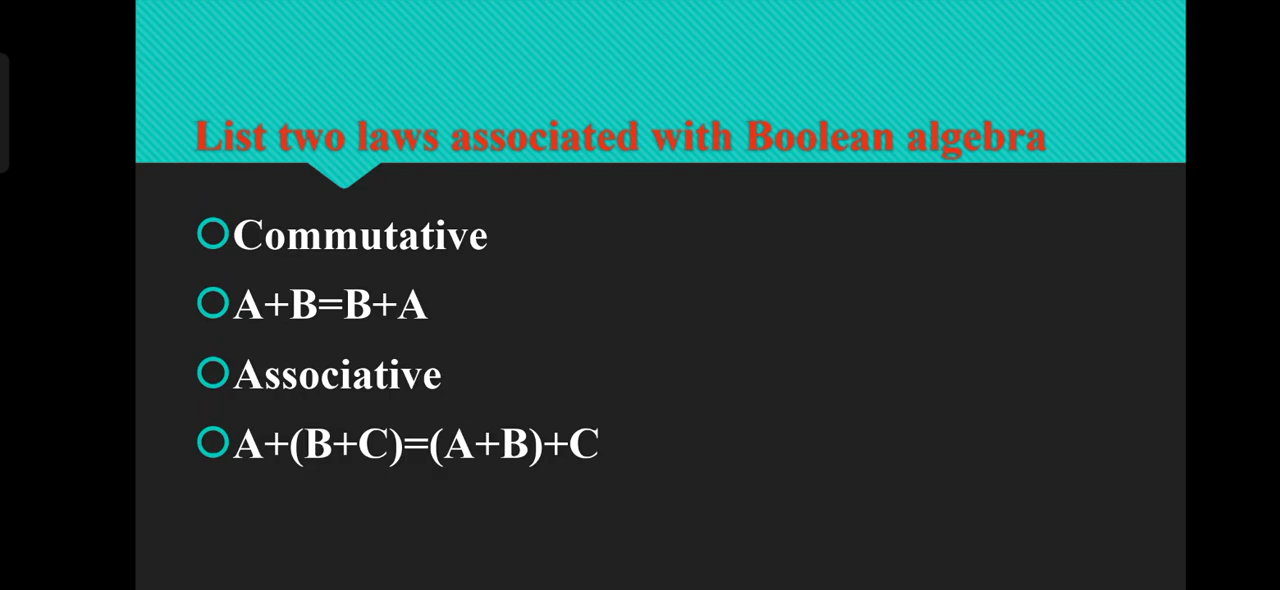 List two laws associated with Boolean algebra
Commutative
A+B=B+A
Associative
A+(B+C)=(A+B)+C